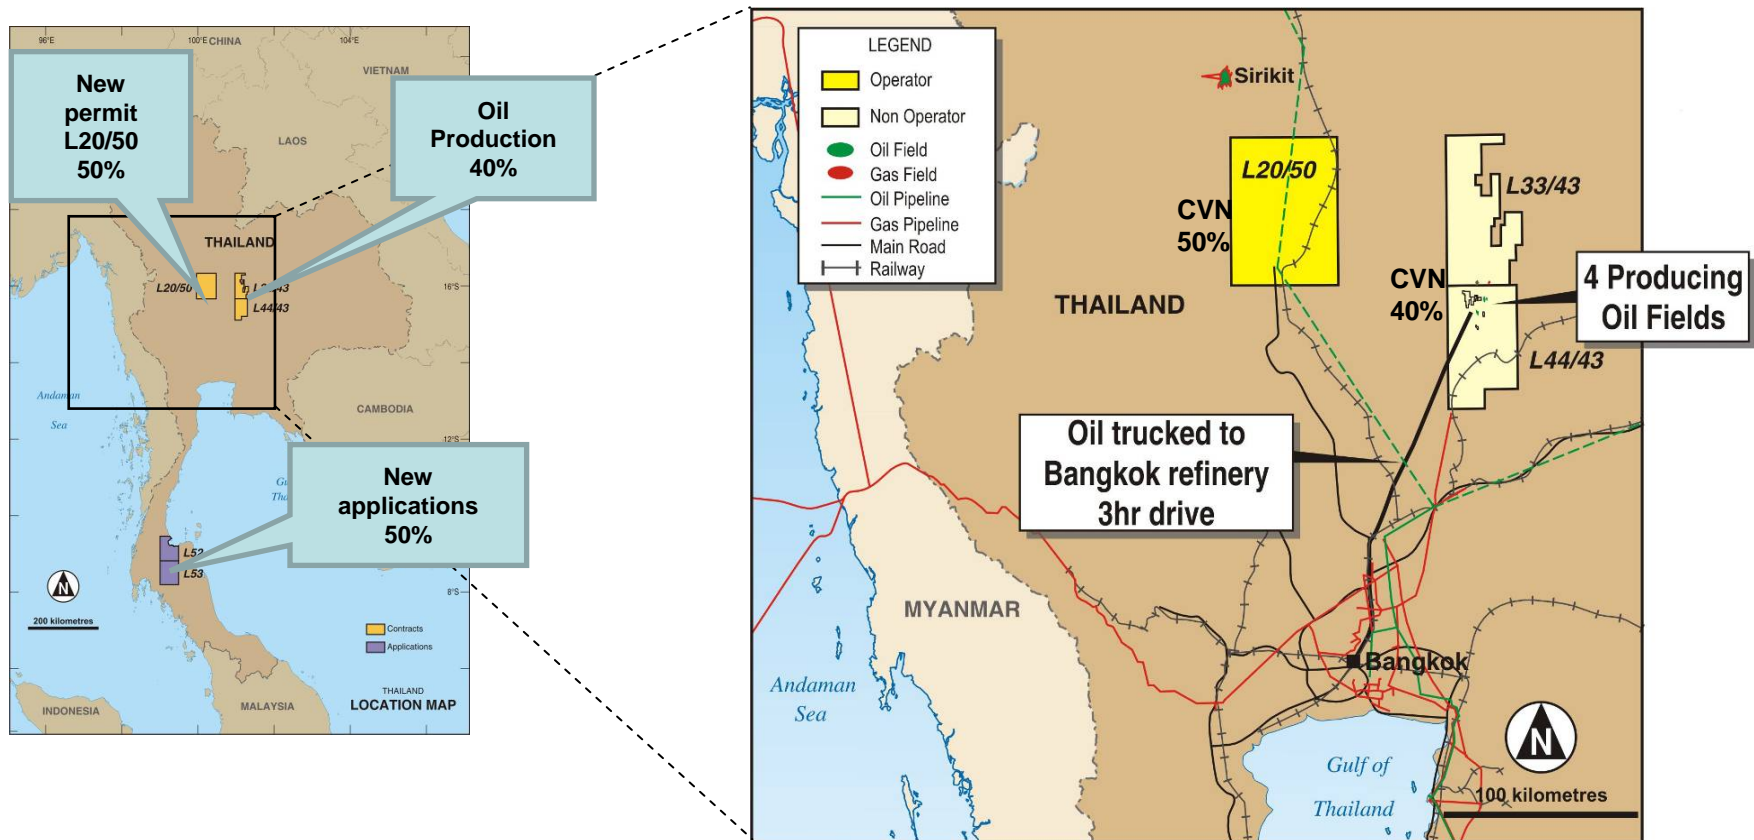 96°E
100°E
104°E
CHINA
VIETNAM
LAOS
New
permit
L20/50
50%
Oil
Production
40%
THAILAND
L20/50
L33/43
L44/43
16°S
Andaman
Sea
CAMBODIA
12°S
New
applications
50%
L52
L53
8°S
N
200 kilometres
Contracts
Applications
THAILAND
LOCATION MAP
INDONESIA
MALAYSIA
LEGEND
Operator
Non Operator
Oil Field
Gas Field
Oil Pipeline
Gas Pipeline
Main Road
Railway
Sirikit
L20/50
CVN
50%
L33/43
CVN
40%
4 Producing
Oil Fields
L44/43
THAILAND
Oil trucked to
Bangkok refinery
3hr drive
MYANMAR
Bangkok
Andaman
Sea
Gulf of
Thailand
N
100 kilometres